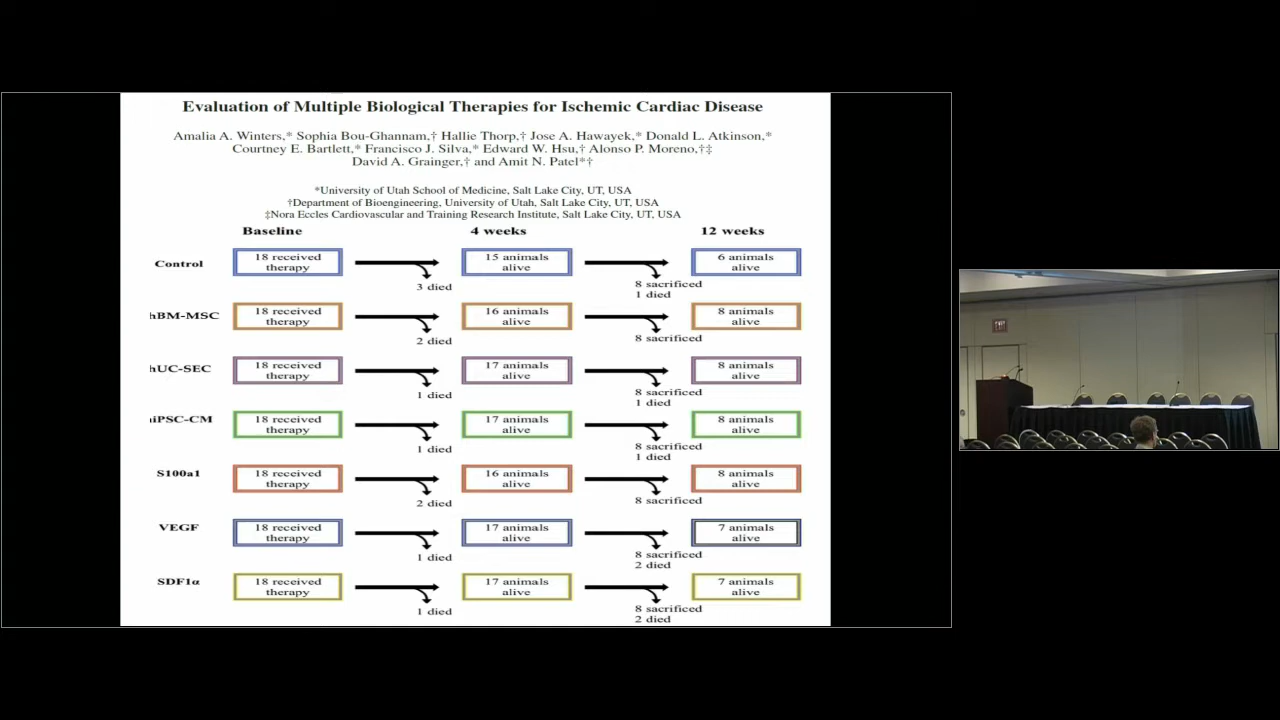 Evaluation of Multiple Biological Therapies for Ischemic Cardiac Disease
Amalia A. Winters,* Sophia Bou-Ghannam,† Hallie Thorp,† Jose A. Hawayek,* Donald L. Atkinson,*
Courtney E. Bartlett,* Francisco J. Silva,* Edward W. Hsu,† Alonso P. Moreno,†‡
David A. Grainger,† and Amit N. Patel*†
*University of Utah School of Medicine, Salt Lake City, UT, USA
†Department of Bioengineering, University of Utah, Salt Lake City, UT, USA
‡Nora Eccles Cardiovascular and Training Research Institute, Salt Lake City, UT, USA
Baseline 4 weeks 12 weeks
Control 18 received therapy 15 animals alive 6 animals alive
3 died 8 sacrificed
1 died
hBM-MSC 18 received therapy 16 animals alive 8 animals alive
2 died 8 sacrificed
hUC-SEC 18 received therapy 17 animals alive 8 animals alive
1 died 8 sacrificed
1 died
iPSC-CM 18 received therapy 17 animals alive 8 animals alive
1 died 8 sacrificed
1 died
S100a1 18 received therapy 16 animals alive 8 animals alive
2 died 8 sacrificed
VEGF 18 received therapy 17 animals alive 7 animals alive
1 died 8 sacrificed
2 died
SDF1α 18 received therapy 17 animals alive 7 animals alive
1 died 8 sacrificed
2 died